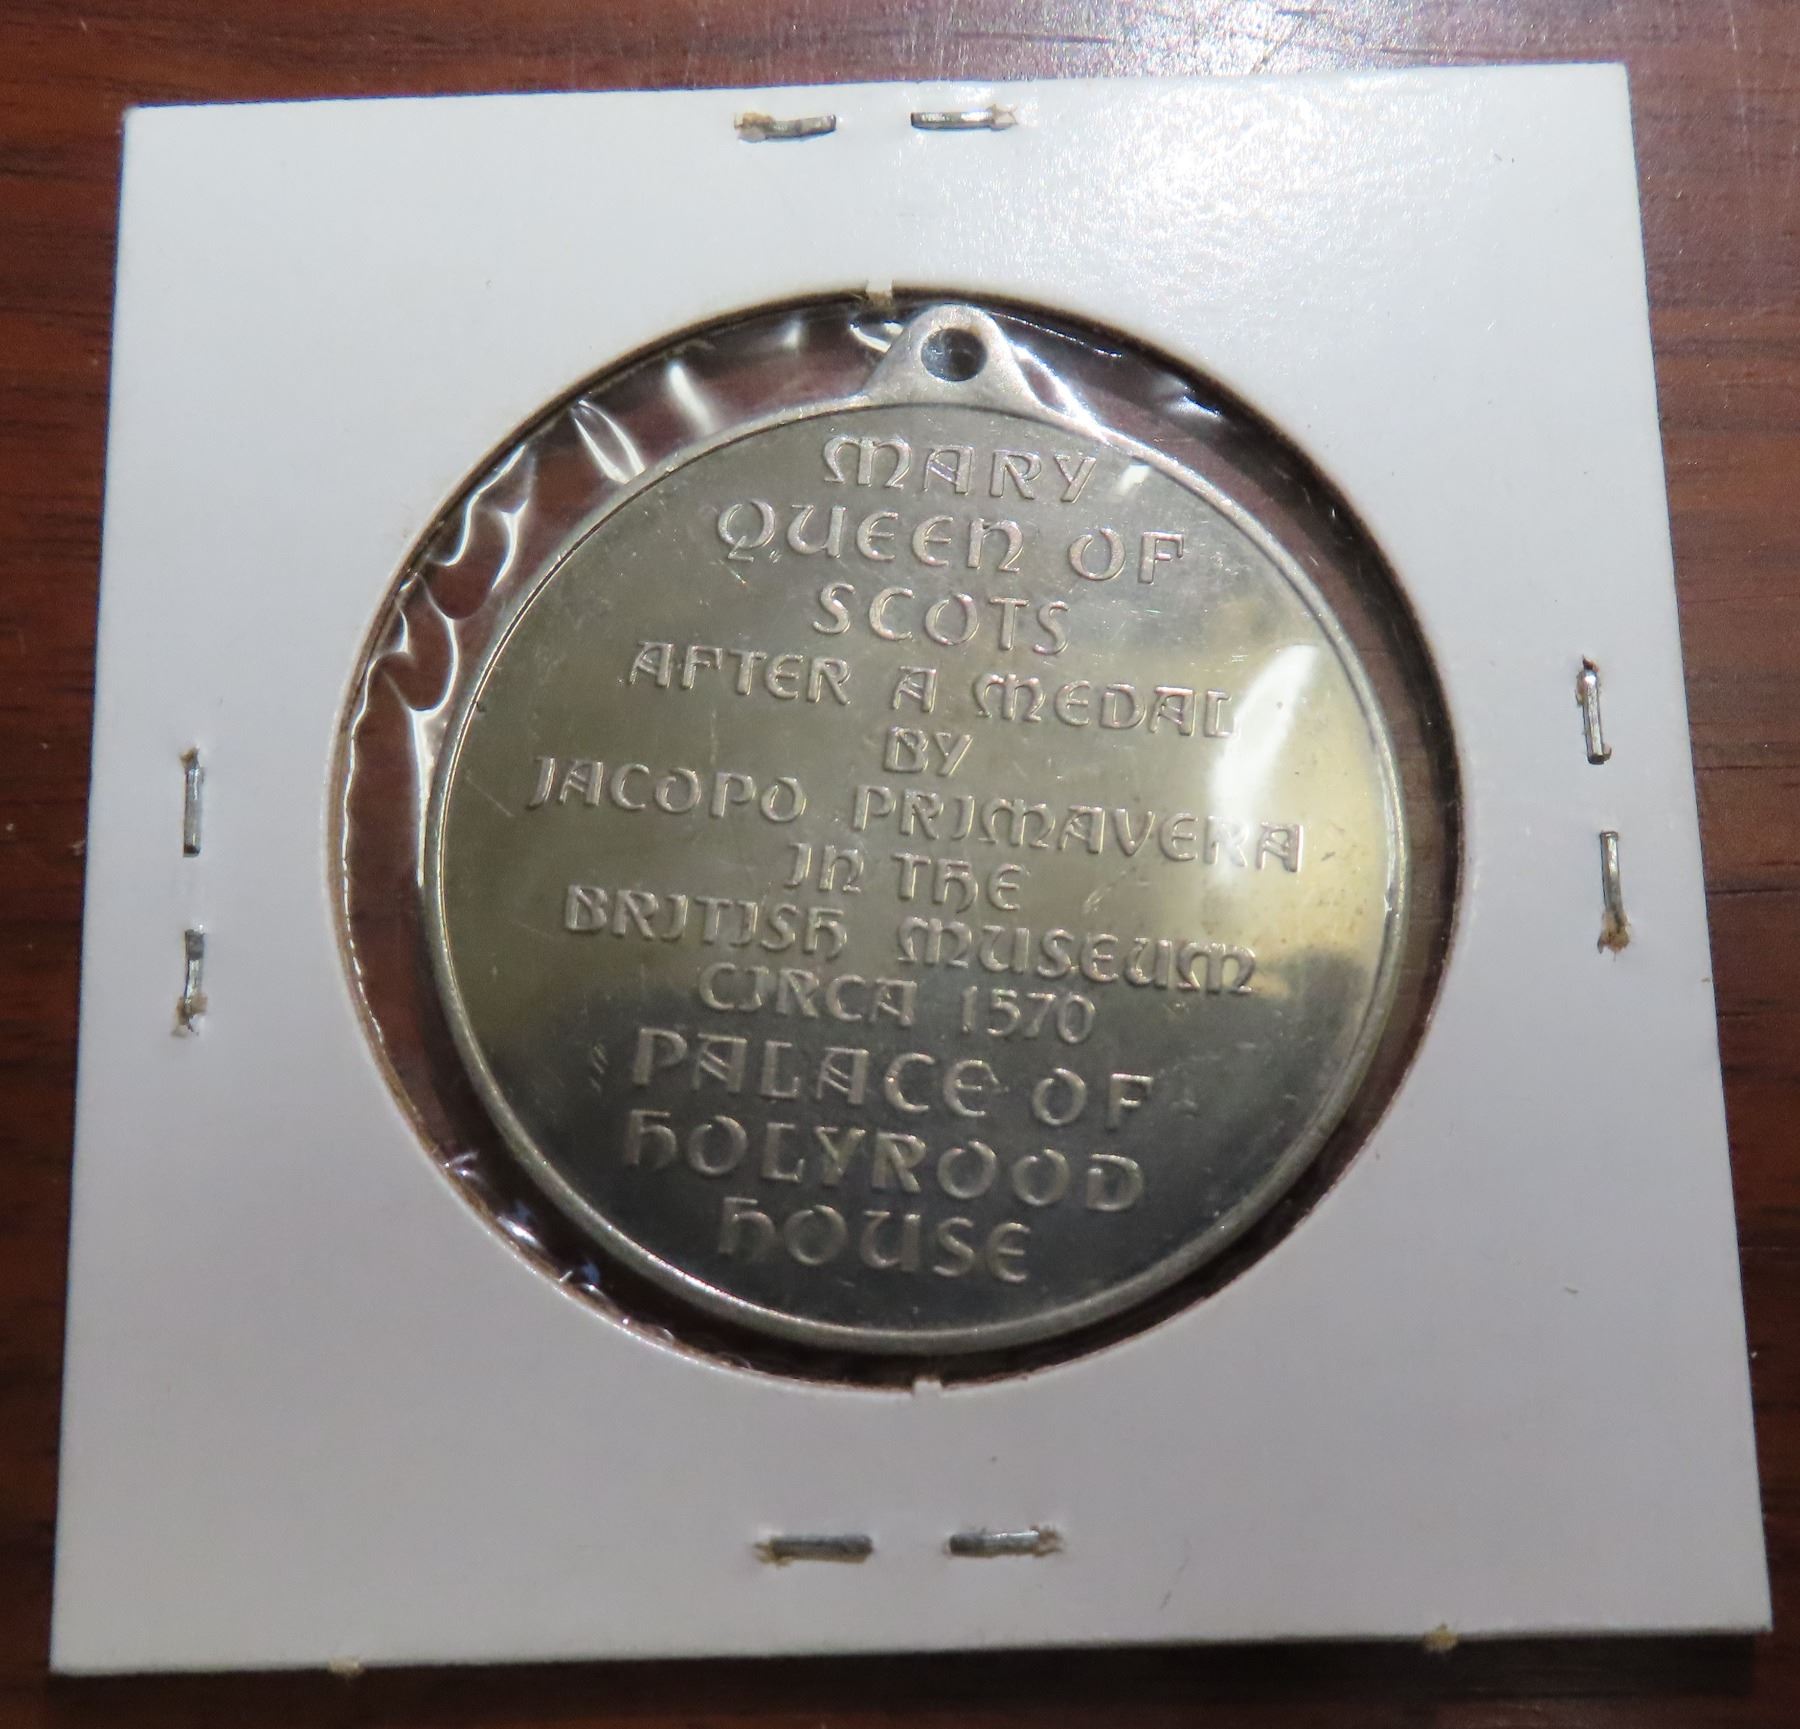 MARY
QUEEN OF
SCOTS
AFTER A MEDAL
BY
JACOPO PRIMAVERA
IN THE
BRITISH MUSEUM
CIRCA 1570
PALACE OF
HOLYROOD
HOUSE